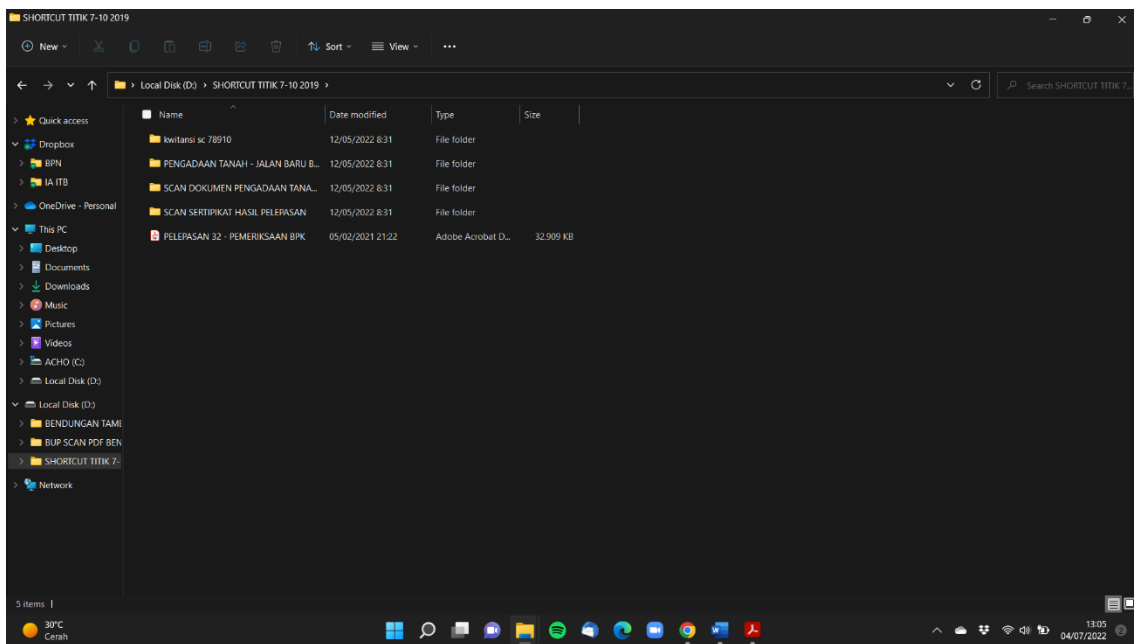 SHORTCUT TITIK 7-10 2019
New Sort View
Local Disk (D:) > SHORTCUT TITIK 7-10 2019 >
Search SHORTCUT TITIK 7...
Name Date modified Type Size
Quick access
Dropbox
BPN
IA ITB
OneDrive - Personal
This PC
Desktop
Documents
Downloads
Music
Pictures
Videos
ACHO (C:)
Local Disk (D:)
Local Disk (D:)
BENDUNGAN TAME
BUP SCAN PDF BEN
SHORTCUT TITIK 7-
Network
kwitansi sc 78910 12/05/2022 8:31 File folder
PENGADAAN TANAH - JALAN BARU B... 12/05/2022 8:31 File folder
SCAN DOKUMEN PENGADAAN TANA... 12/05/2022 8:31 File folder
SCAN SERTIPIKAT HASIL PELEPASAN 12/05/2022 8:31 File folder
PELEPASAN 32 - PEMERIKSAAN BPK 05/02/2021 21:22 Adobe Acrobat D... 32.909 KB
5 items
30°C
Cerah
13:05
04/07/2022
2